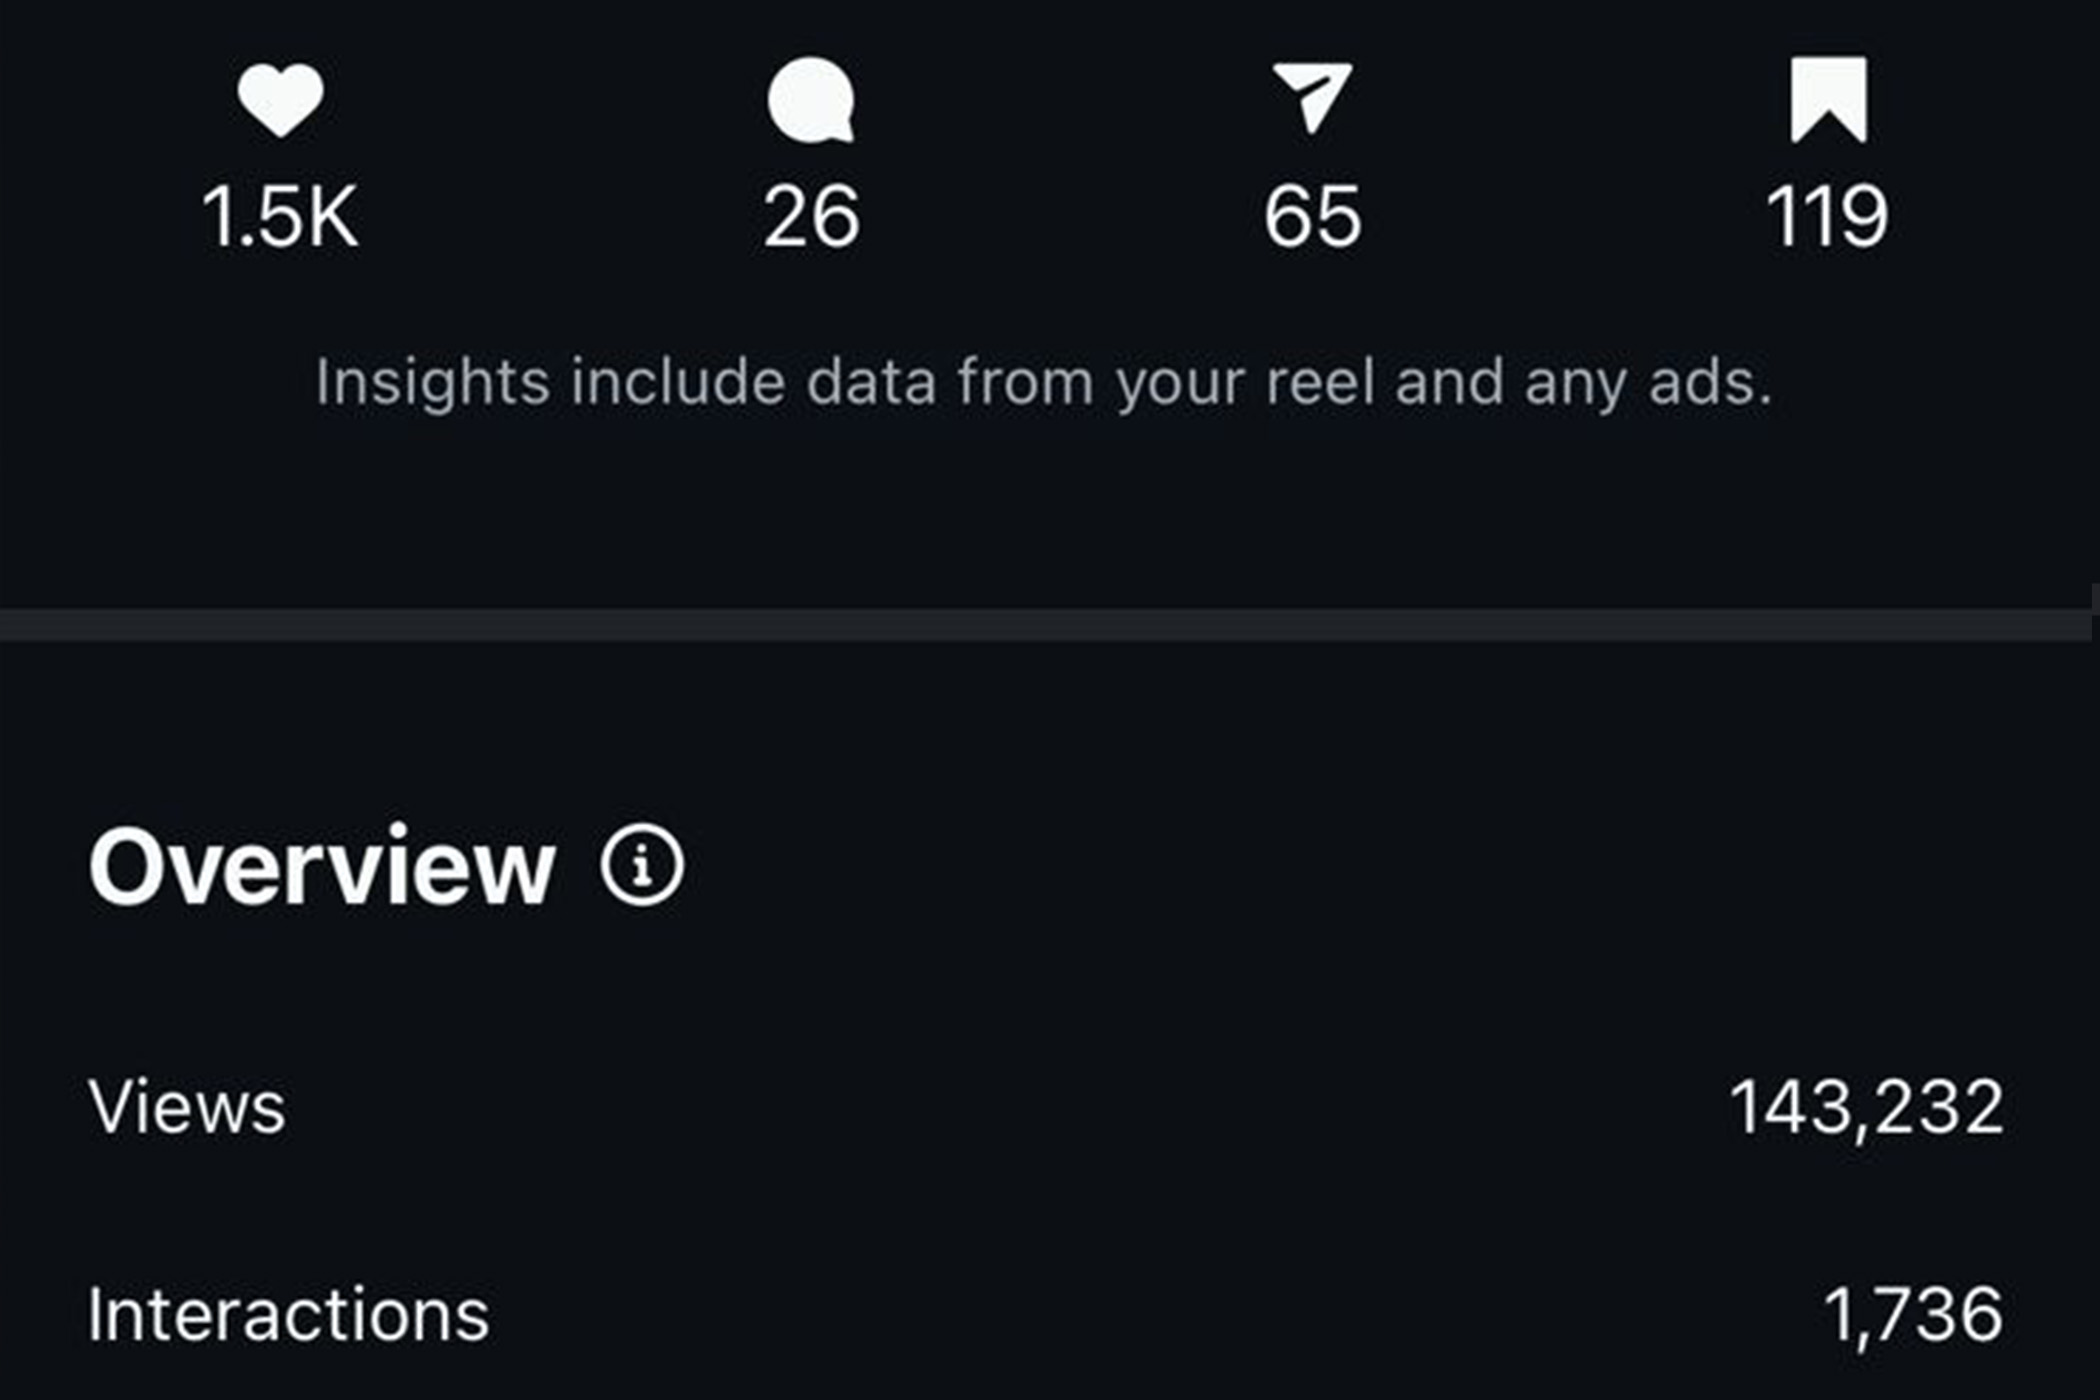 1.5K 26 65 119
Insights include data from your reel and any ads.
Overview
Views 143,232
Interactions 1,736